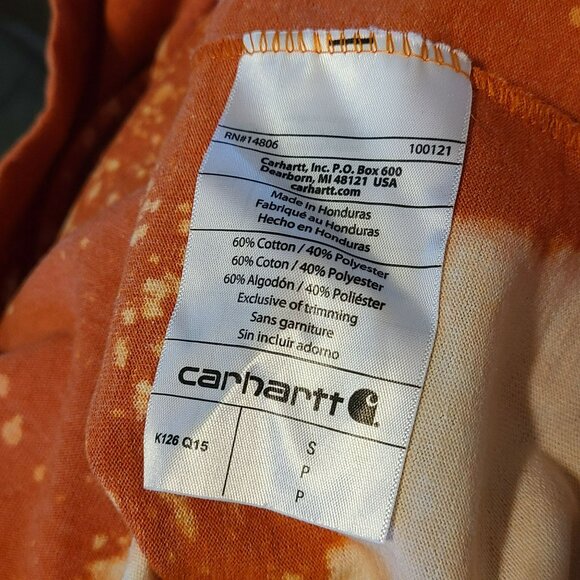 RN#14806 100121
Carhartt, Inc. P.O. Box 600
Dearborn, MI 48121 USA
carhartt.com
Made in Honduras
Fabriqué au Honduras
Hecho en Honduras
60% Cotton / 40% Polyester
60% Coton / 40% Polyester
60% Algodón / 40% Poliéster
Exclusive of trimming
Sans garniture
Sin incluir adorno
carhartt
K126 Q15
S
P
P